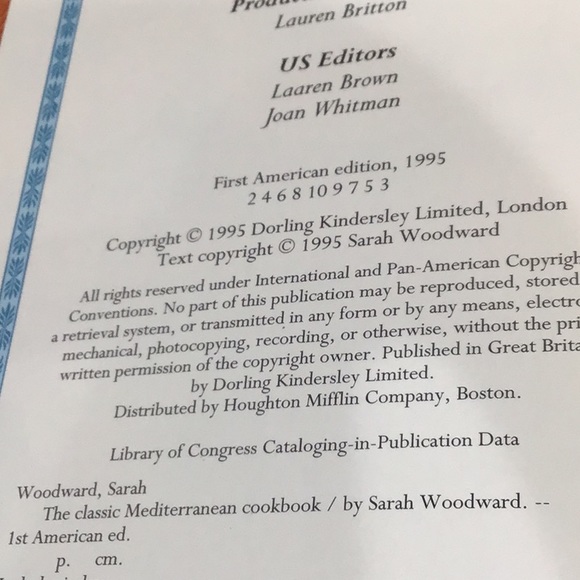 Lauren Britton
US Editors
Laaren Brown
Joan Whitman
First American edition, 1995
2 4 6 8 10 9 7 5 3
Copyright © 1995 Dorling Kindersley Limited, London
Text copyright © 1995 Sarah Woodward
All rights reserved under International and Pan-American Copyrigh
Conventions. No part of this publication may be reproduced, stored
a retrieval system, or transmitted in any form or by any means, electro
mechanical, photocopying, recording, or otherwise, without the pri
written permission of the copyright owner. Published in Great Brita
by Dorling Kindersley Limited.
Distributed by Houghton Mifflin Company, Boston.
Library of Congress Cataloging-in-Publication Data
Woodward, Sarah
The classic Mediterranean cookbook / by Sarah Woodward. --
1st American ed.
p. cm.